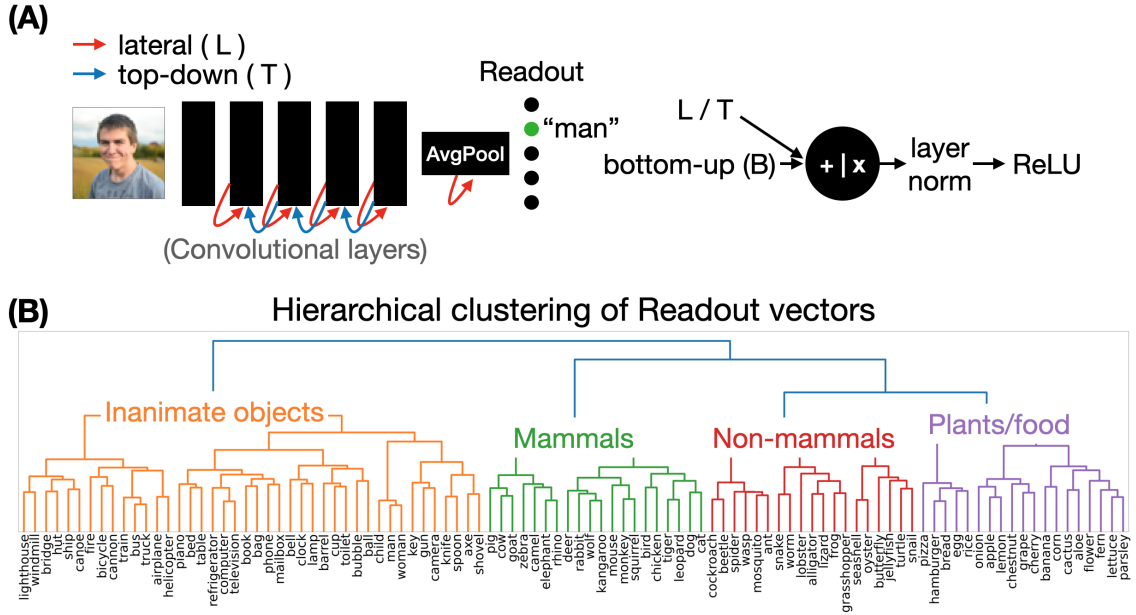 (A)
lateral ( L )
top-down ( T )
Readout
"man"
AvgPool
(Convolutional layers)
L / T
bottom-up (B)
+ | x
layer
norm
ReLU
(B)
Hierarchical clustering of Readout vectors
Inanimate objects
Mammals
Non-mammals
Plants/food
lighthouse
windmill
bridge
hut
ship
canoe
fire
bicycle
cannon
train
bus
truck
airplane
helicopter
piano
bed
table
refrigerator
computer
television
book
bag
phone
mailbox
bell
clock
lamp
barrel
cup
toilet
bubble
ball
child
man
woman
key
gun
camera
knife
spoon
axe
shovel
pig
cow
goat
zebra
camel
elephant
rhino
deer
rabbit
wolf
kangaroo
mouse
monkey
squirrel
bird
chicken
tiger
leopard
dog
cat
cockroach
beetle
spider
wasp
mosquito
ant
snake
worm
lobster
alligator
lizard
frog
grasshopper
seashell
oyster
butterfly
jellyfish
turtle
snail
pizza
hamburger
bread
egg
rice
onion
apple
lemon
chestnut
grape
cherry
banana
corn
cactus
aloe
flower
fern
lettuce
parsley